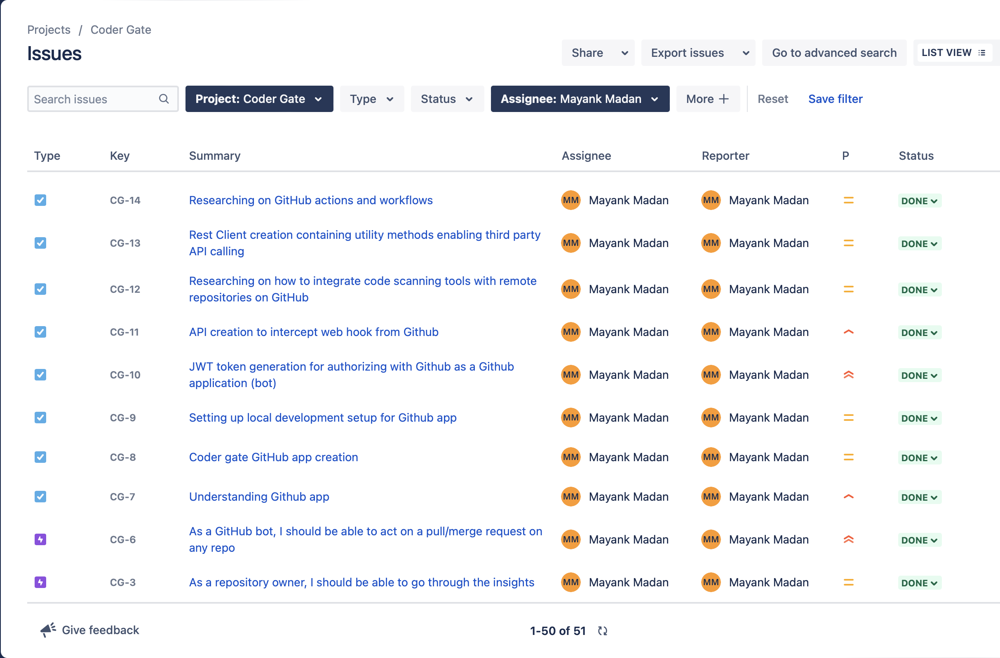 Projects / Coder Gate
Issues
Share
Export issues
Go to advanced search
LIST VIEW
Search issues
Project: Coder Gate
Type
Status
Assignee: Mayank Madan
More +
Reset
Save filter
Type Key Summary Assignee Reporter P Status
CG-14 Researching on GitHub actions and workflows MM Mayank Madan MM Mayank Madan DONE
Rest Client creation containing utility methods enabling third party
CG-13 API calling MM Mayank Madan MM Mayank Madan DONE
Researching on how to integrate code scanning tools with remote
CG-12 repositories on GitHub MM Mayank Madan MM Mayank Madan DONE
CG-11 API creation to intercept web hook from Github MM Mayank Madan MM Mayank Madan DONE
JWT token generation for authorizing with Github as a Github
CG-10 application (bot) MM Mayank Madan MM Mayank Madan DONE
CG-9 Setting up local development setup for Github app MM Mayank Madan MM Mayank Madan DONE
CG-8 Coder gate GitHub app creation MM Mayank Madan MM Mayank Madan DONE
CG-7 Understanding Github app MM Mayank Madan MM Mayank Madan DONE
As a GitHub bot, I should be able to act on a pull/merge request on
CG-6 any repo MM Mayank Madan MM Mayank Madan DONE
CG-3 As a repository owner, I should be able to go through the insights MM Mayank Madan MM Mayank Madan DONE
Give feedback
1-50 of 51